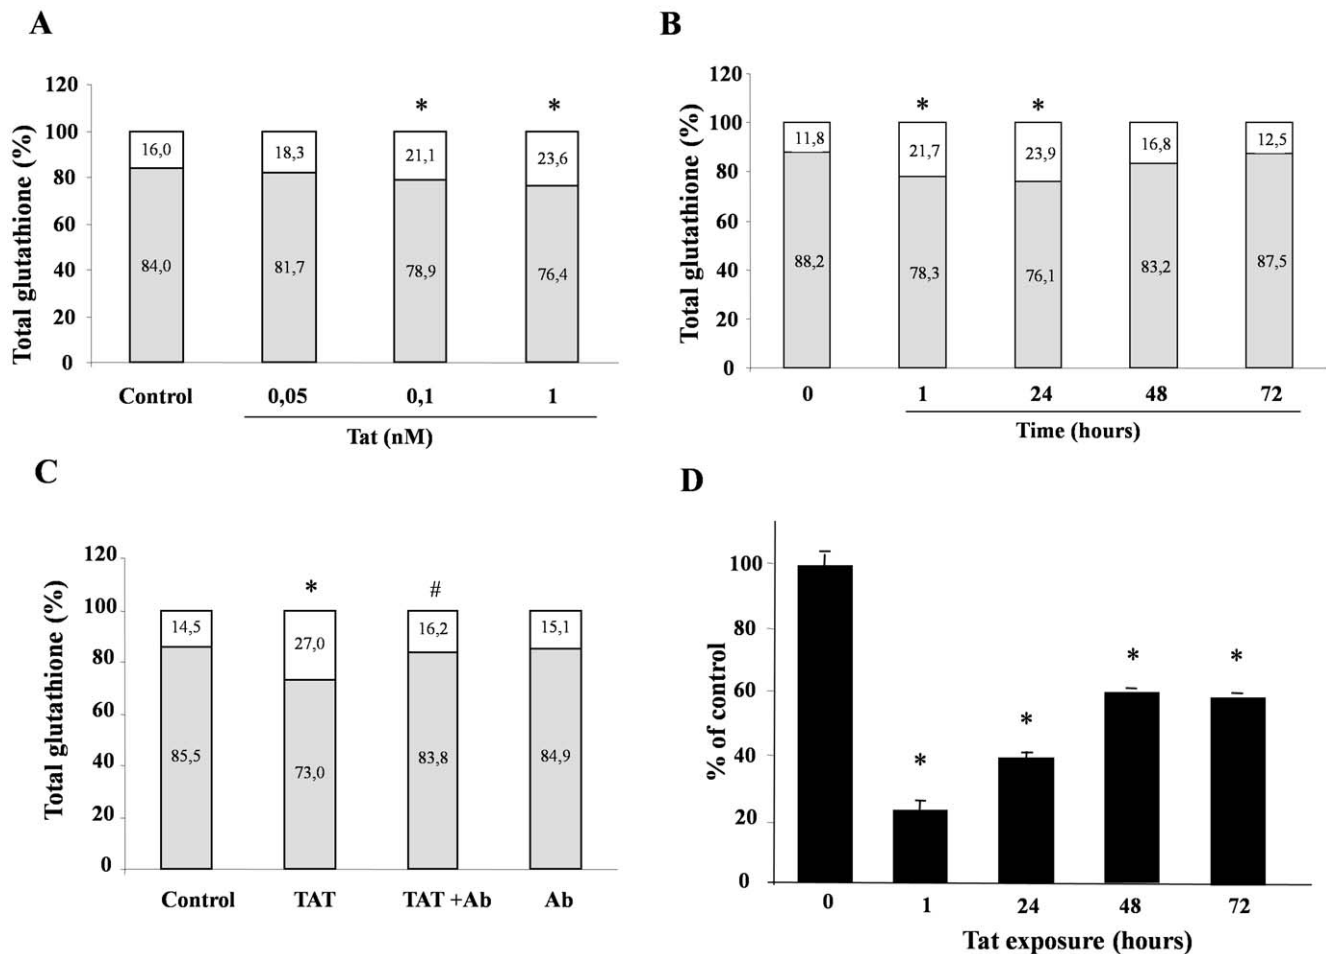 A
Total glutathione (%)
120
100
80
60
40
20
0
* *
16,0 18,3 21,1 23,6
84,0 81,7 78,9 76,4
Control 0,05 0,1 1
Tat (nM)
B
Total glutathione (%)
120
100
80
60
40
20
0
* *
11,8 21,7 23,9 16,8 12,5
88,2 78,3 76,1 83,2 87,5
0 1 24 48 72
Time (hours)
C
Total glutathione (%)
120
100
80
60
40
20
0
* #
14,5 27,0 16,2 15,1
85,5 73,0 83,8 84,9
Control TAT TAT +Ab Ab
D
% of control
100
80
60
40
20
0
* * * *
0 1 24 48 72
Tat exposure (hours)